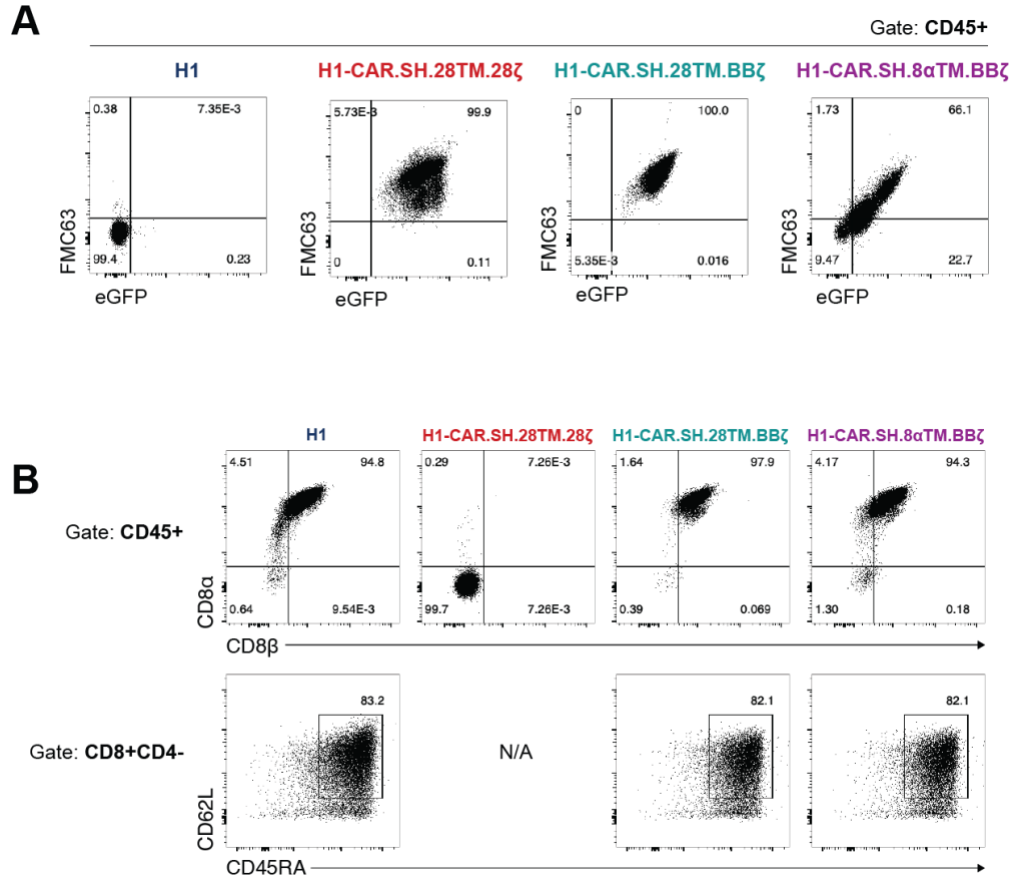 A
Gate: CD45+
H1
H1-CAR.SH.28TM.28ζ
H1-CAR.SH.28TM.BBζ
H1-CAR.SH.8αTM.BBζ
0.38 7.35E-3
99.4 0.23
FMC63
eGFP
5.73E-3 99.9
0 0.11
FMC63
eGFP
0 100.0
5.35E-3 0.016
FMC63
eGFP
1.73 66.1
9.47 22.7
FMC63
eGFP
B
H1
H1-CAR.SH.28TM.28ζ
H1-CAR.SH.28TM.BBζ
H1-CAR.SH.8αTM.BBζ
Gate: CD45+
4.51 94.8
0.64 9.54E-3
0.29 7.26E-3
99.7 7.26E-3
1.64 97.9
0.39 0.069
4.17 94.3
1.30 0.18
CD8α
CD8β
Gate: CD8+CD4-
83.2
N/A
82.1
82.1
CD62L
CD45RA